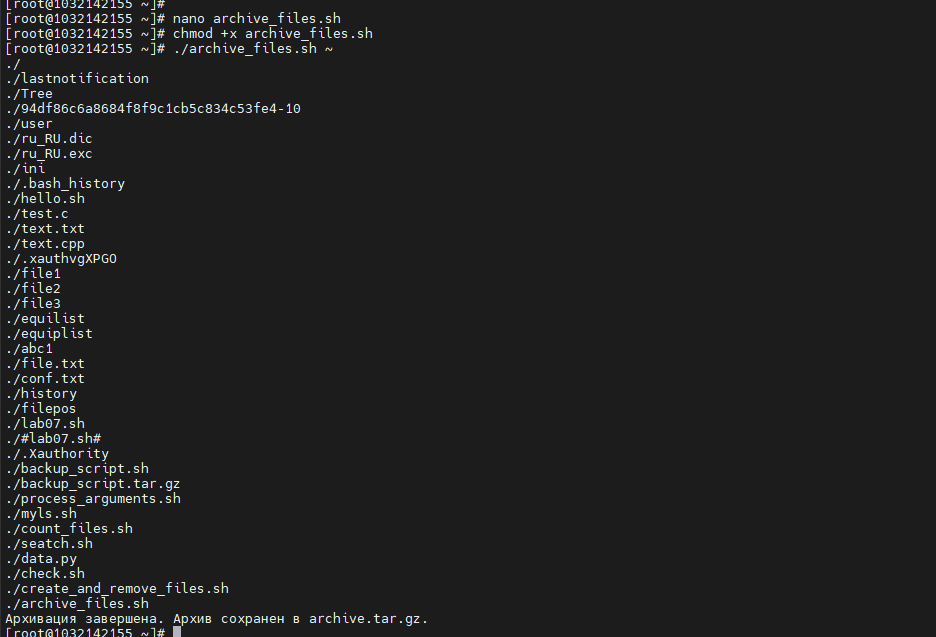 [root@1032142155 ~]#
[root@1032142155 ~]# nano archive_files.sh
[root@1032142155 ~]# chmod +x archive_files.sh
[root@1032142155 ~]# ./archive_files.sh ~
./
./lastnotification
./Tree
./94df86c6a8684f8f9c1cb5c834c53fe4-10
./user
./ru_RU.dic
./ru_RU.exc
./ini
./.bash_history
./hello.sh
./test.c
./text.txt
./text.cpp
./.xauthvgXPGO
./file1
./file2
./file3
./equilist
./equiplist
./abc1
./file.txt
./conf.txt
./history
./filepos
./lab07.sh
./#lab07.sh#
./.Xauthority
./backup_script.sh
./backup_script.tar.gz
./process_arguments.sh
./myls.sh
./count_files.sh
./seatch.sh
./data.py
./check.sh
./create_and_remove_files.sh
./archive_files.sh
Архивация завершена. Архив сохранен в archive.tar.gz.
[root@1032142155 ~]#